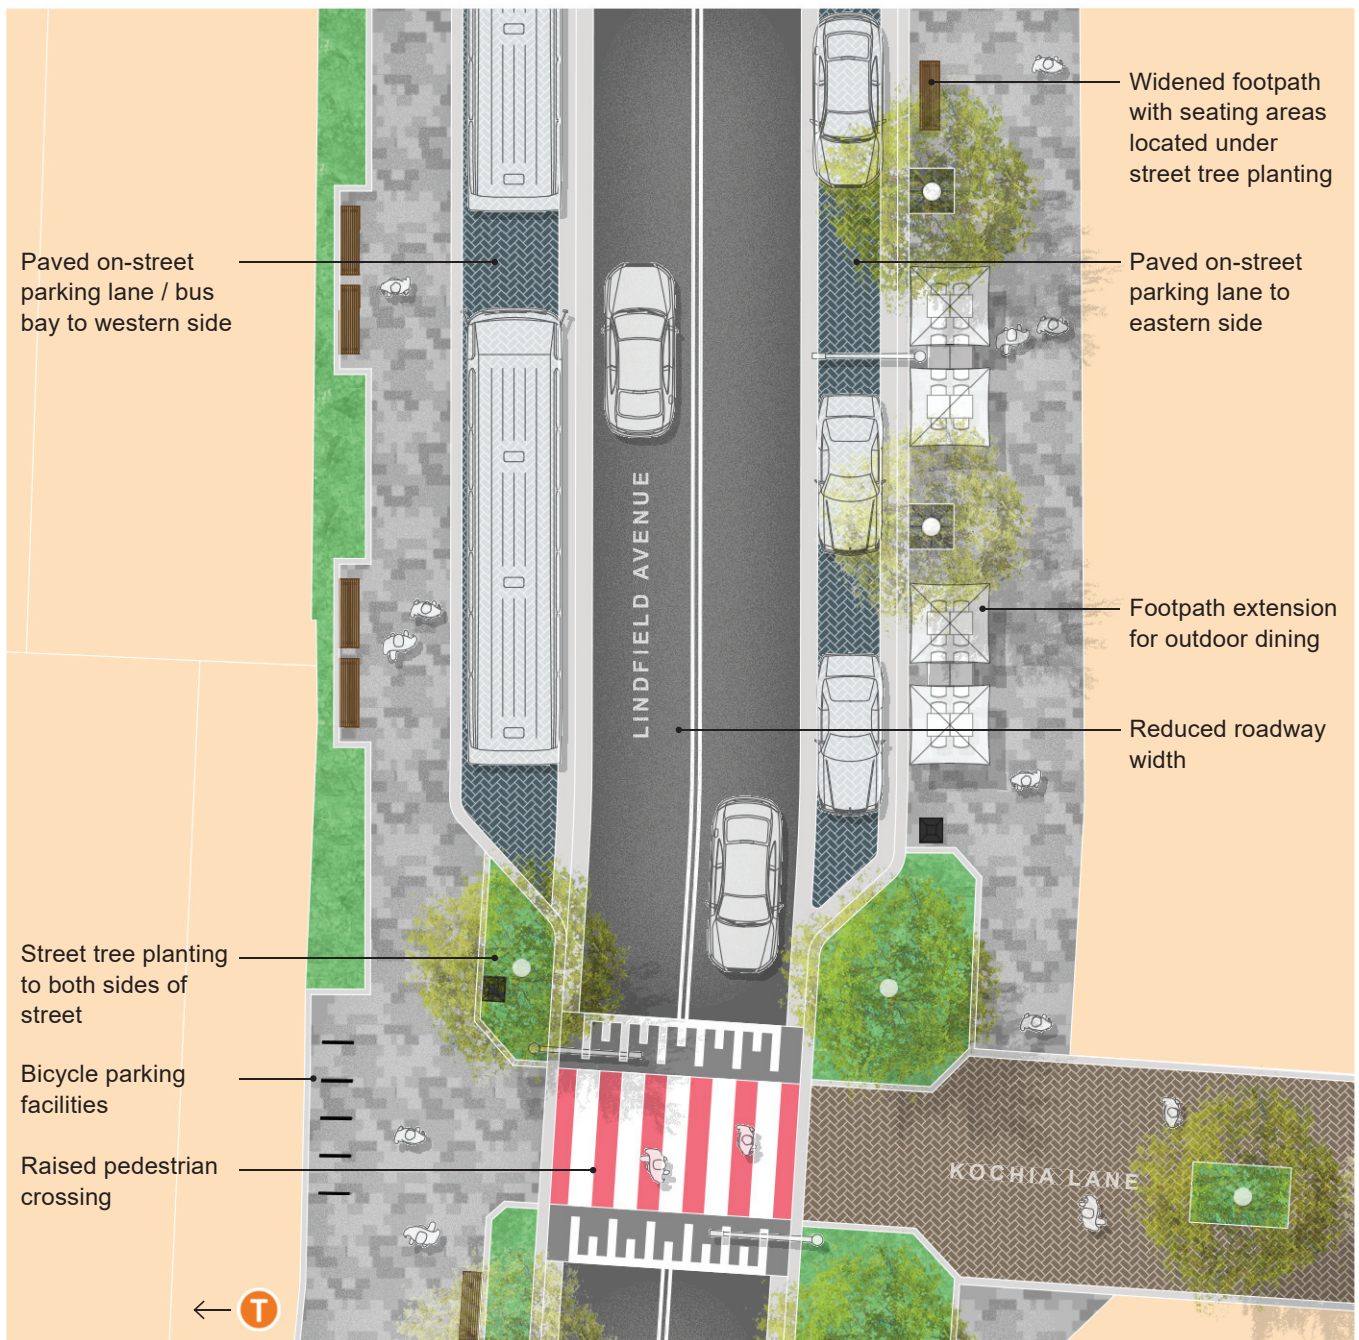 Widened footpath
with seating areas
located under
street tree planting
Paved on-street
parking lane / bus
bay to western side
Paved on-street
parking lane to
eastern side
LINDFIELD AVENUE
Footpath extension
for outdoor dining
Reduced roadway
width
Street tree planting
to both sides of
street
Bicycle parking
facilities
Raised pedestrian
crossing
KOCHIA LANE
T